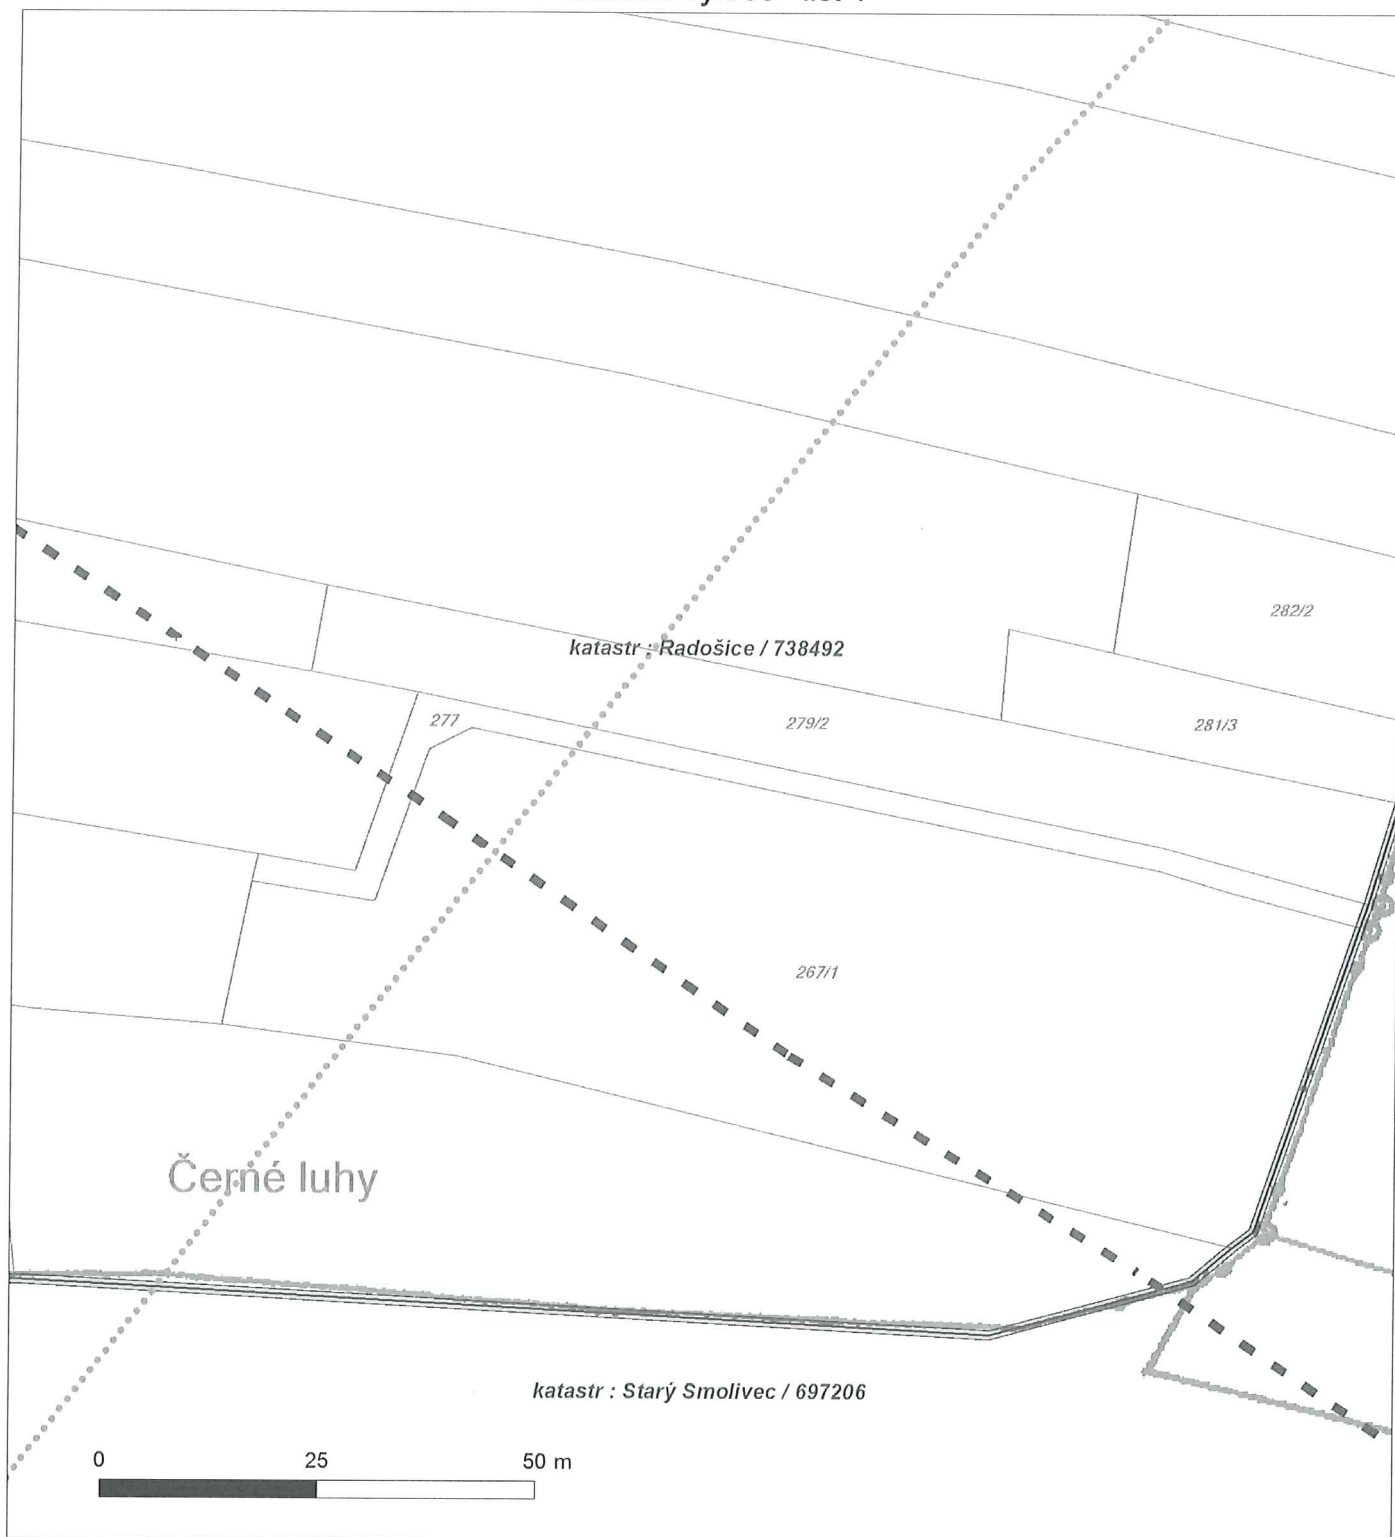 282/2
katastr : Radošice / 738492
277
279/2
281/3
267/1
Černé luhy
katastr : Starý Smolivec / 697206
0 25 50 m